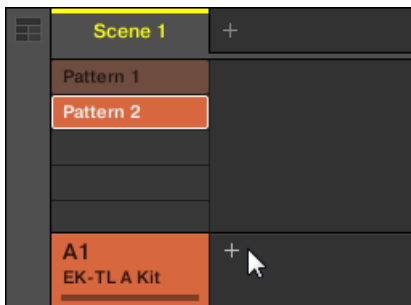 Scene 1
+
Pattern 1
Pattern 2
A1
+
EK-TL A Kit